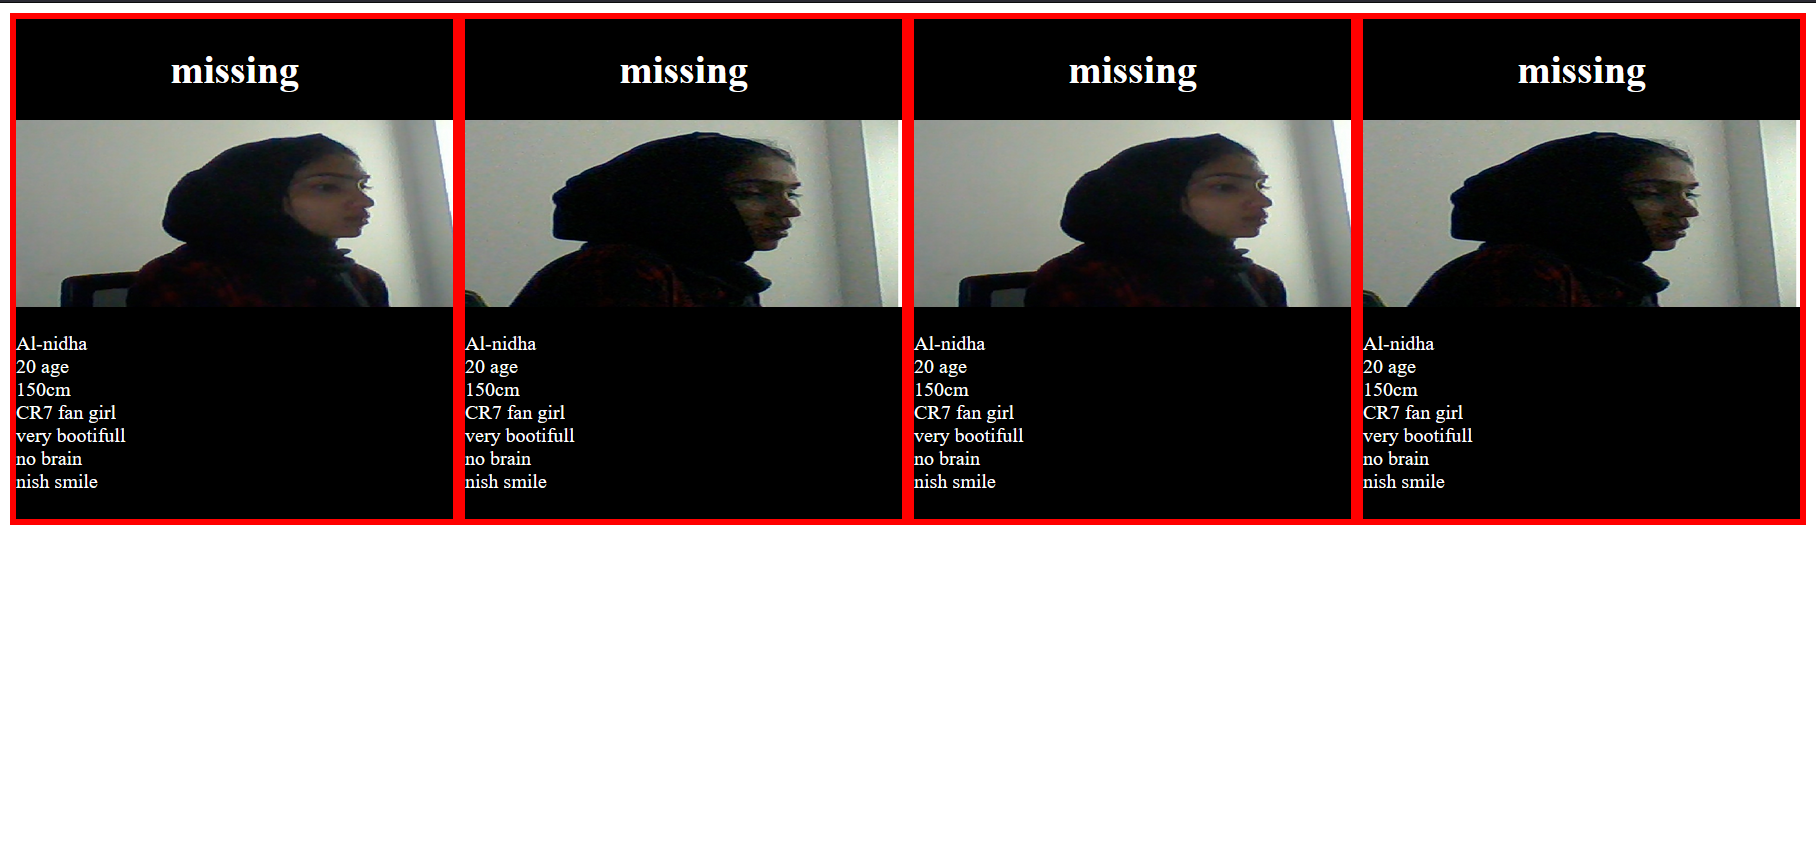 missing
Al-nidha
20 age
150cm
CR7 fan girl
very bootifull
no brain
nish smile
missing
Al-nidha
20 age
150cm
CR7 fan girl
very bootifull
no brain
nish smile
missing
Al-nidha
20 age
150cm
CR7 fan girl
very bootifull
no brain
nish smile
missing
Al-nidha
20 age
150cm
CR7 fan girl
very bootifull
no brain
nish smile